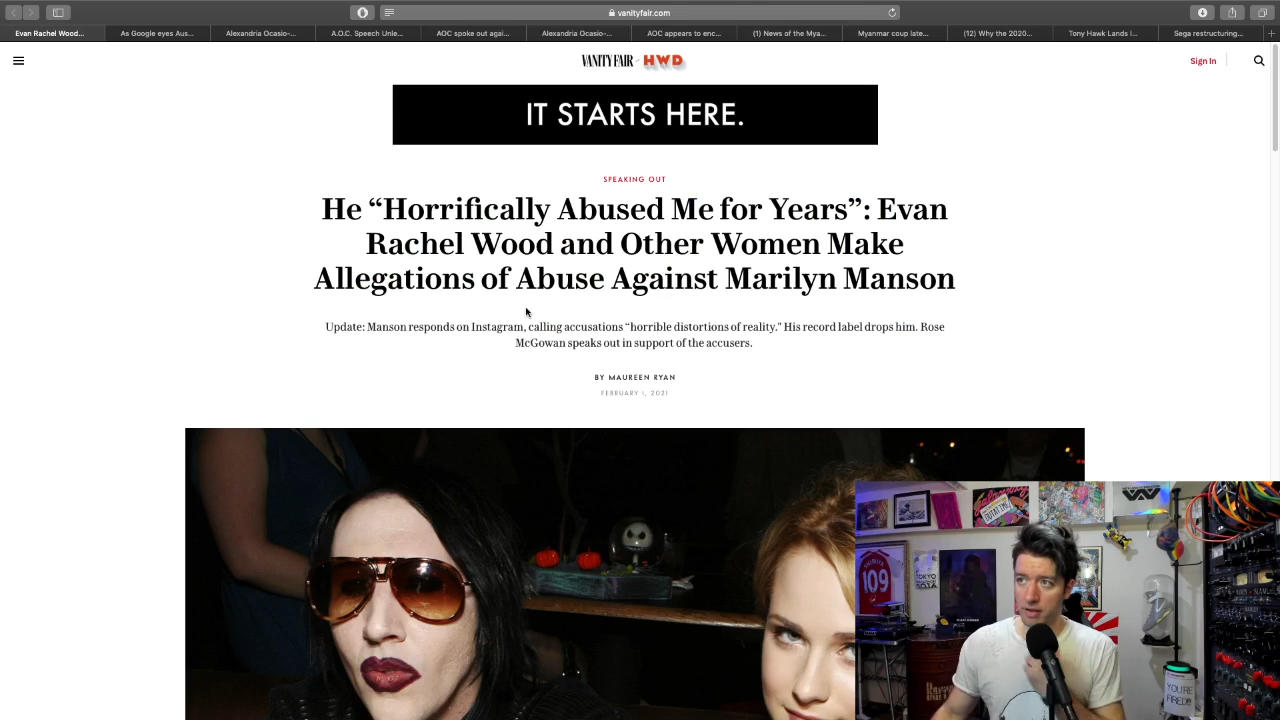 vanityfair.com
Evan Rachel Wood...
As Google eyes Aus...
Alexandria Ocasio-...
A.O.C. Speech Unle...
AOC spoke out agai...
Alexandria Ocasio-...
AOC appears to enc...
(1) News of the Mya...
Myanmar coup late...
(12) Why the 2020...
Tony Hawk Lands l...
Sega restructuring...
VANITY FAIR HWD
Sign In
IT STARTS HERE.
SPEAKING OUT
He “Horrifically Abused Me for Years”: Evan
Rachel Wood and Other Women Make
Allegations of Abuse Against Marilyn Manson
Update: Manson responds on Instagram, calling accusations “horrible distortions of reality.” His record label drops him. Rose
McGowan speaks out in support of the accusers.
BY MAUREEN RYAN
FEBRUARY 1, 2021
109
TOKYO
YOU'RE
FIRED!